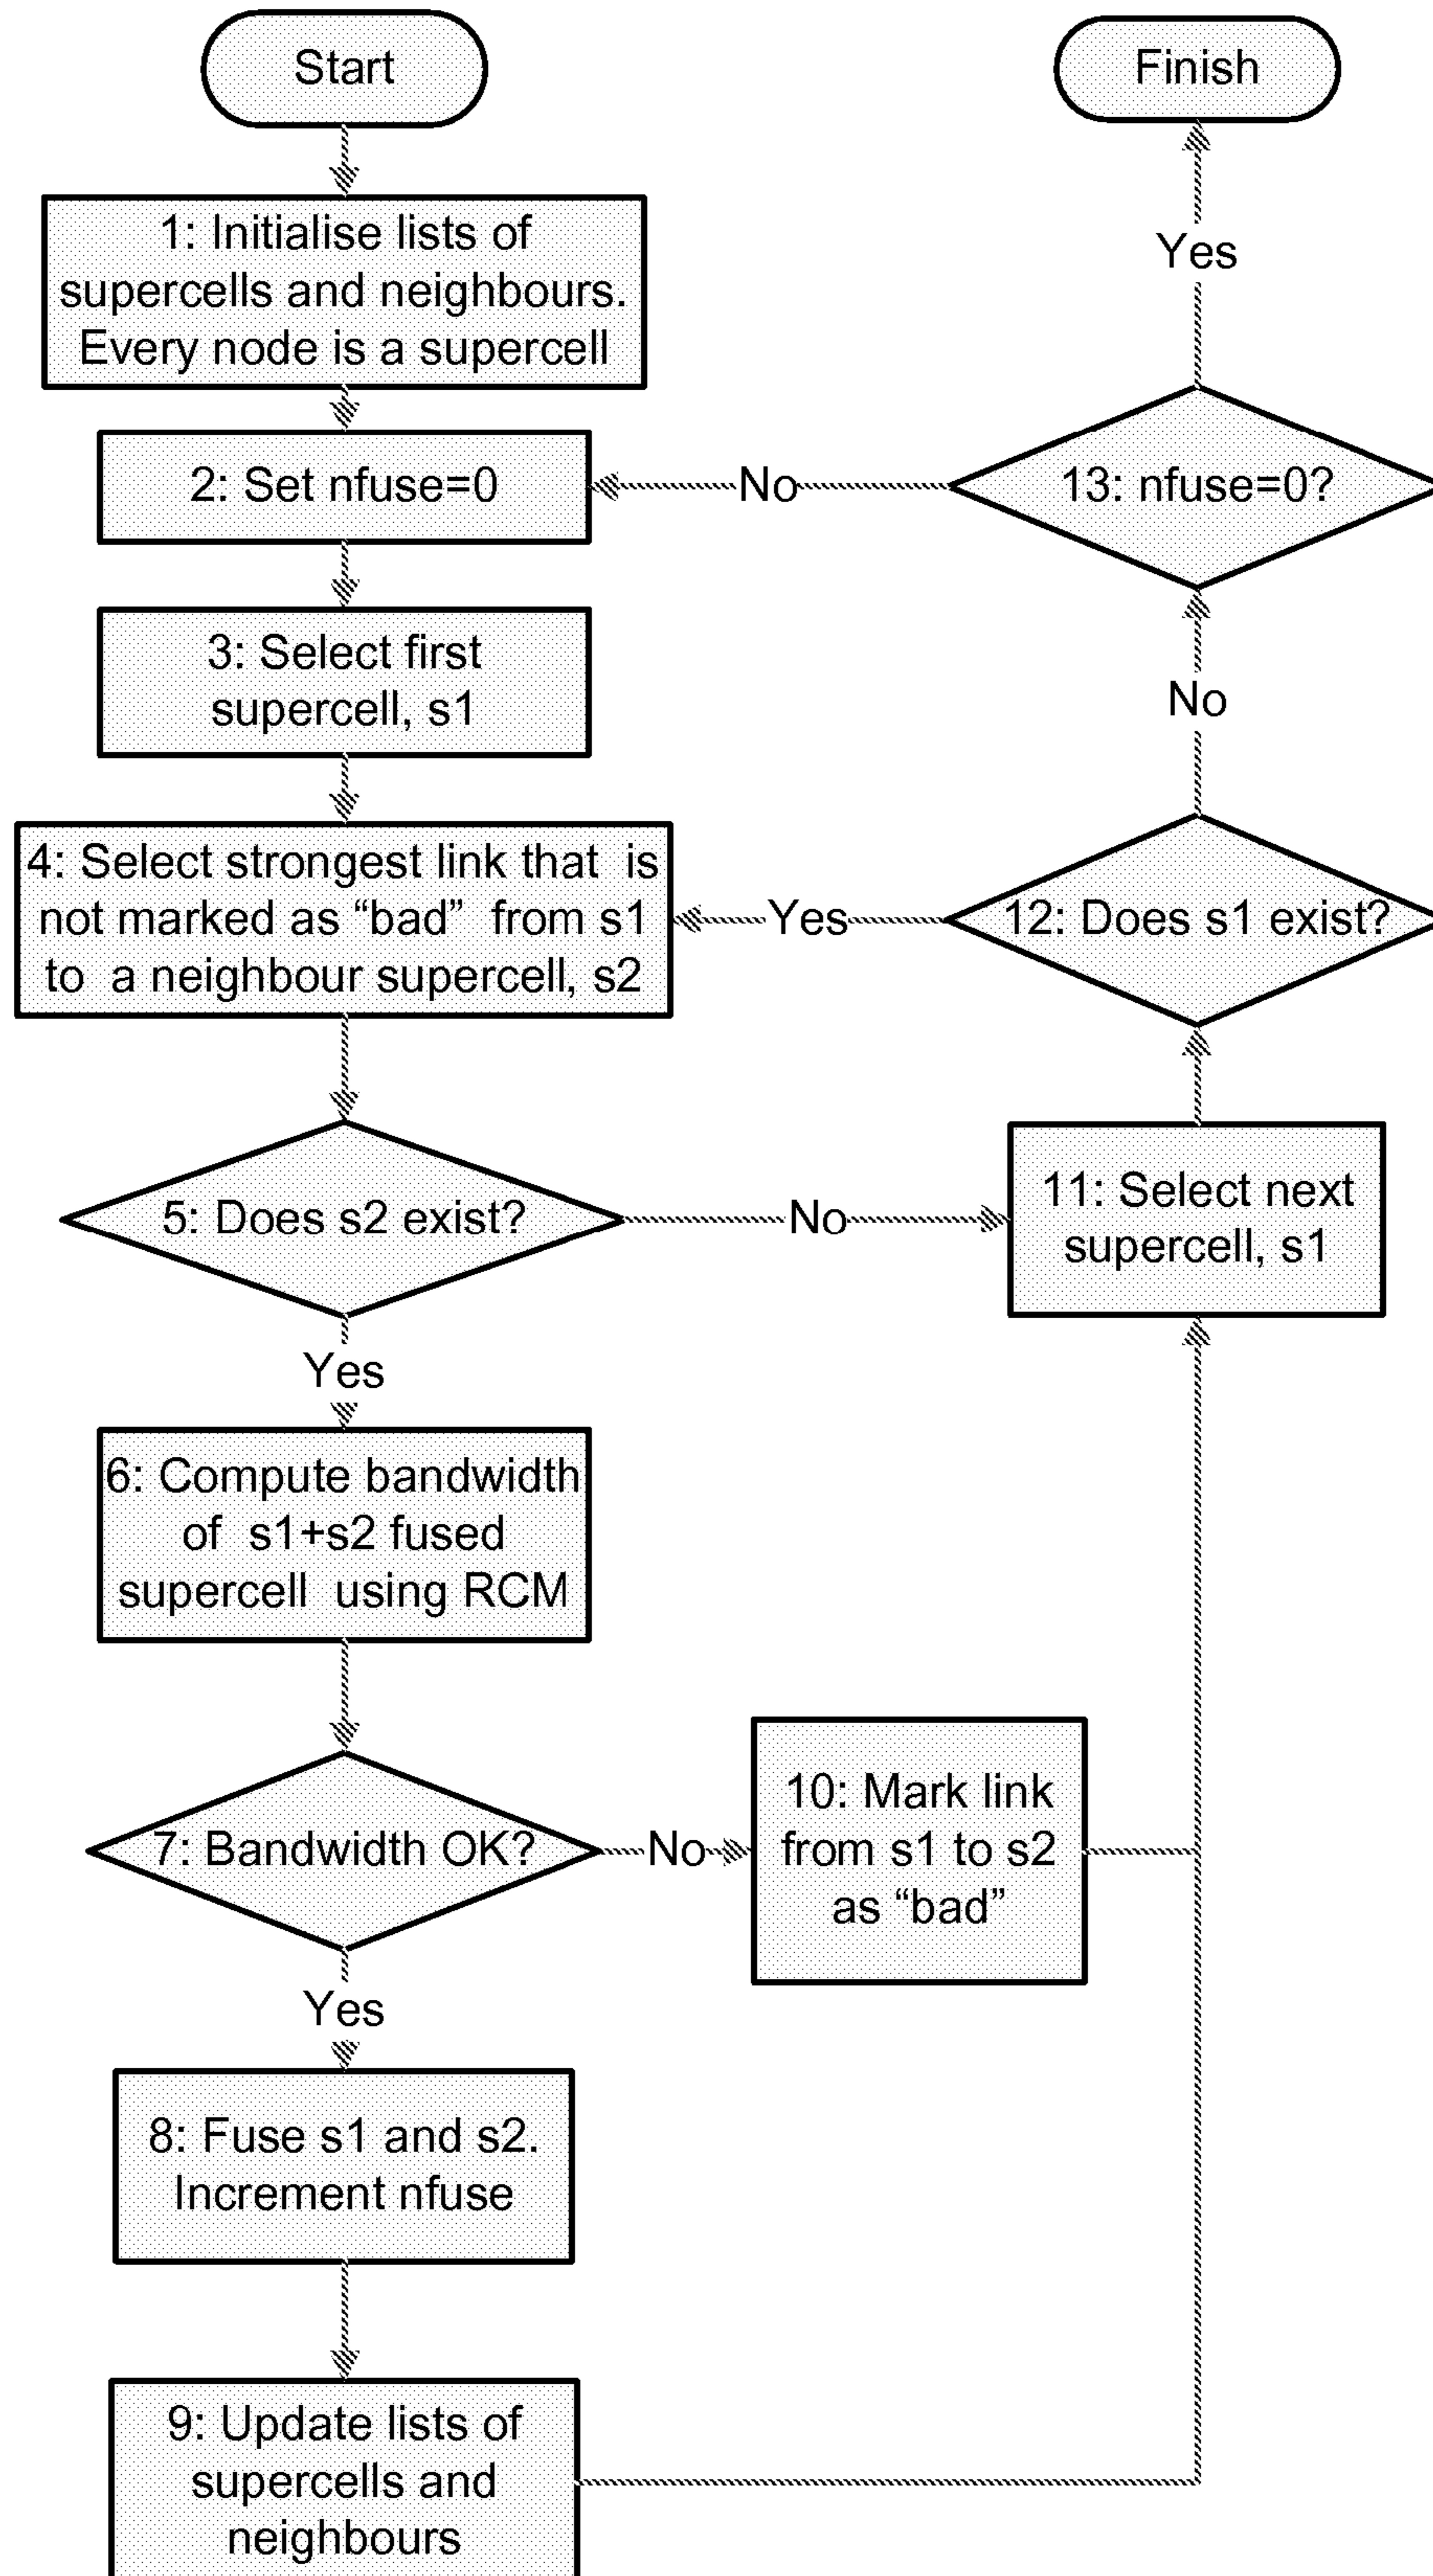 Start
1: Initialise lists of
supercells and neighbours.
Every node is a supercell
2: Set nfuse=0
3: Select first
supercell, s1
4: Select strongest link that is
not marked as “bad” from s1
to a neighbour supercell, s2
5: Does s2 exist?
No
Yes
6: Compute bandwidth
of s1+s2 fused
supercell using RCM
7: Bandwidth OK?
No
Yes
8: Fuse s1 and s2.
Increment nfuse
9: Update lists of
supercells and
neighbours
10: Mark link
from s1 to s2
as “bad”
11: Select next
supercell, s1
12: Does s1 exist?
Yes
No
13: nfuse=0?
No
Yes
Finish